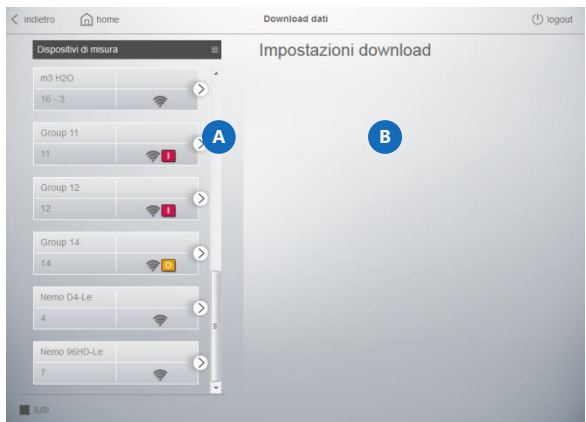 indietro home Download dati logout
Dispositivi di misura
Impostazioni download
m3 H2O
16 - 3
A
B
Group 11
11 I
Group 12
12 I
Group 14
14 O
Nemo D4-Le
4
Nemo 96HD-Le
7
tutti